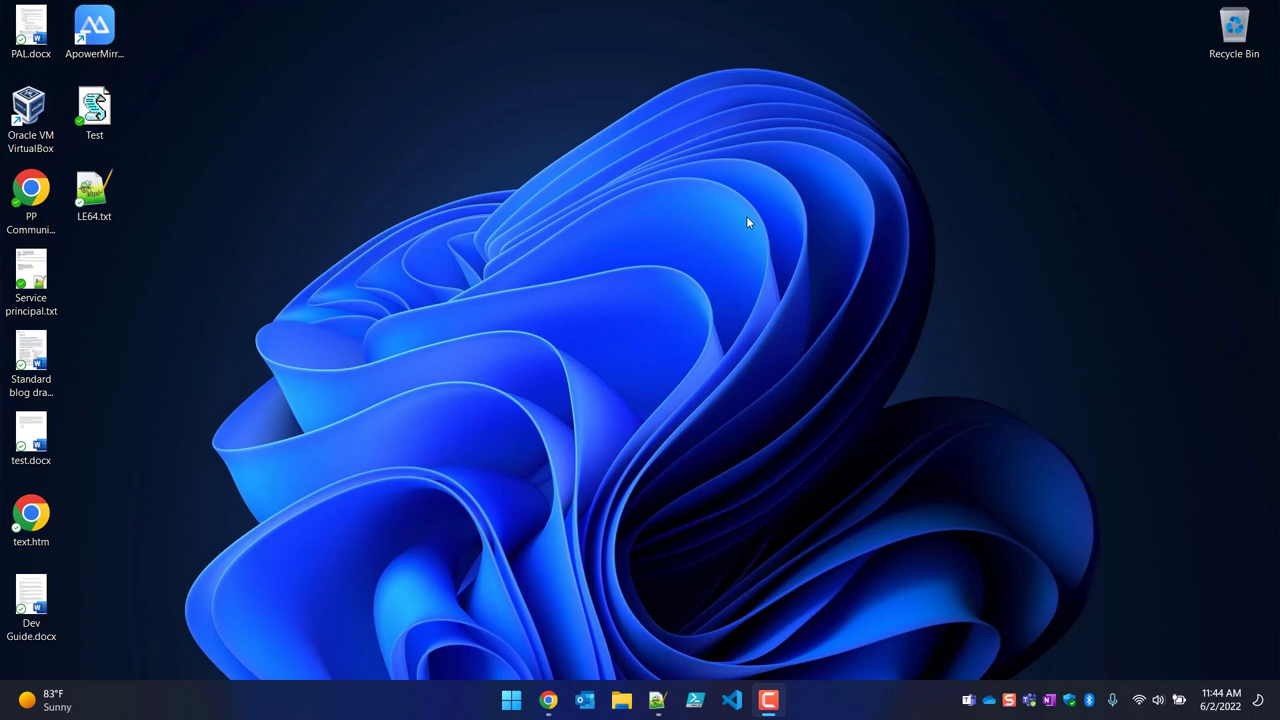 PAL.docx
ApowerMirr...
Recycle Bin
Oracle VM
VirtualBox
Test
PP
Communi...
LE64.txt
Service
principal.txt
Standard
blog dra...
test.docx
text.htm
Dev
Guide.docx
83°F
Sunny
11:44 AM
6/2/2022